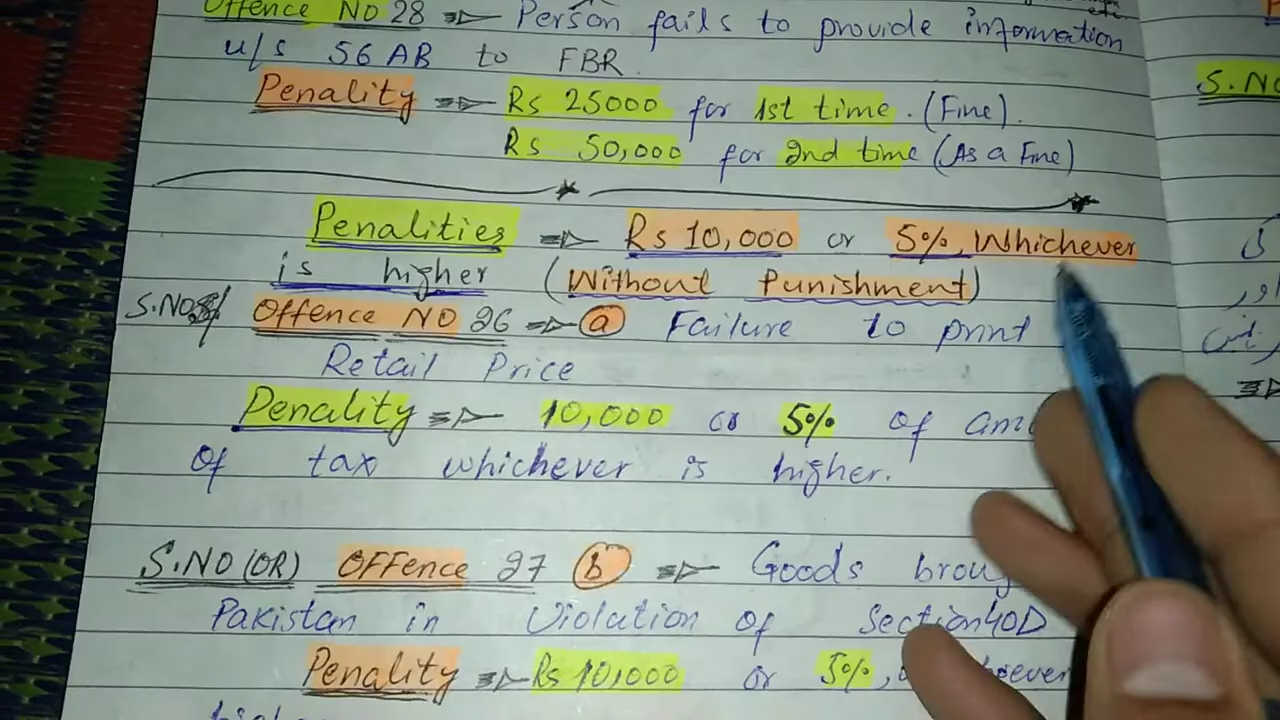 Offence NO 28 ⇒ Person fails to provide information
u/s 56AB to FBR
Penality ⇒ Rs 25000 for 1st time. (Fine).
Rs 50,000 for 2nd time (As a Fine)
Penalities ⇒ Rs 10,000 or 5%, Whichever
is higher (Without Punishment)
S.NO Offence NO 26 ⇒ (a) Failure to print
Retail Price
Penality ⇒ 10,000 or 5% of
of tax whichever is higher.
S.NO (OR) OFFence 27 (b) ⇒ Goods
Pakistan in Violation of Section 40D
Penality ⇒ Rs 10,000 or 5%,
S.NO
اور